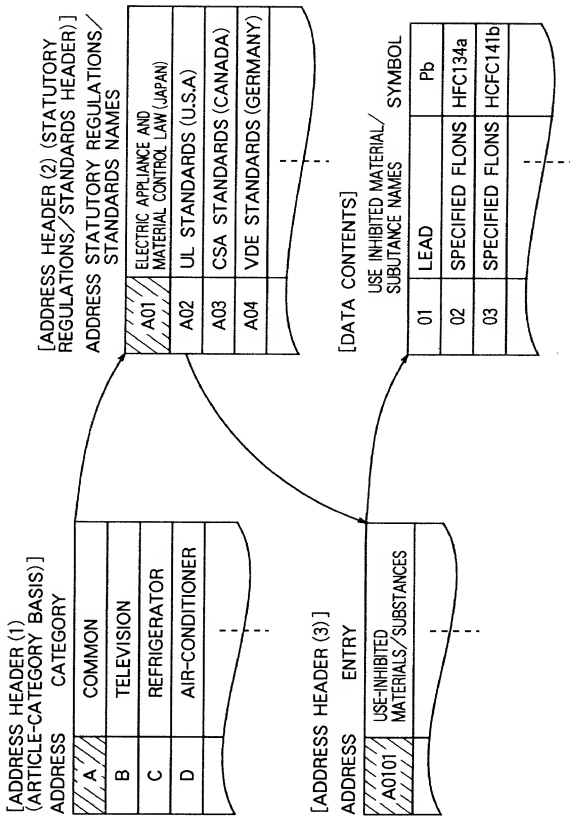 [ADDRESS HEADER (1)
(ARTICLE-CATEGORY BASIS)]
ADDRESS CATEGORY
A COMMON
B TELEVISION
C REFRIGERATOR
D AIR-CONDITIONER
[ADDRESS HEADER (2) (STATUTORY
REGULATIONS/STANDARDS HEADER)]
ADDRESS STATUTORY REGULATIONS/
STANDARDS NAMES
A01 ELECTRIC APPLIANCE AND
MATERIAL CONTROL LAW (JAPAN)
A02 UL STANDARDS (U.S.A)
A03 CSA STANDARDS (CANADA)
A04 VDE STANDARDS (GERMANY)
[ADDRESS HEADER (3)]
ADDRESS ENTRY
A0101 USE-INHIBITED
MATERIALS/SUBSTANCES
[DATA CONTENTS]
USE INHIBITED MATERIAL/
SUBUTANCE NAMES SYMBOL
01 LEAD Pb
02 SPECIFIED FLONS HFC134a
03 SPECIFIED FLONS HCFC141b